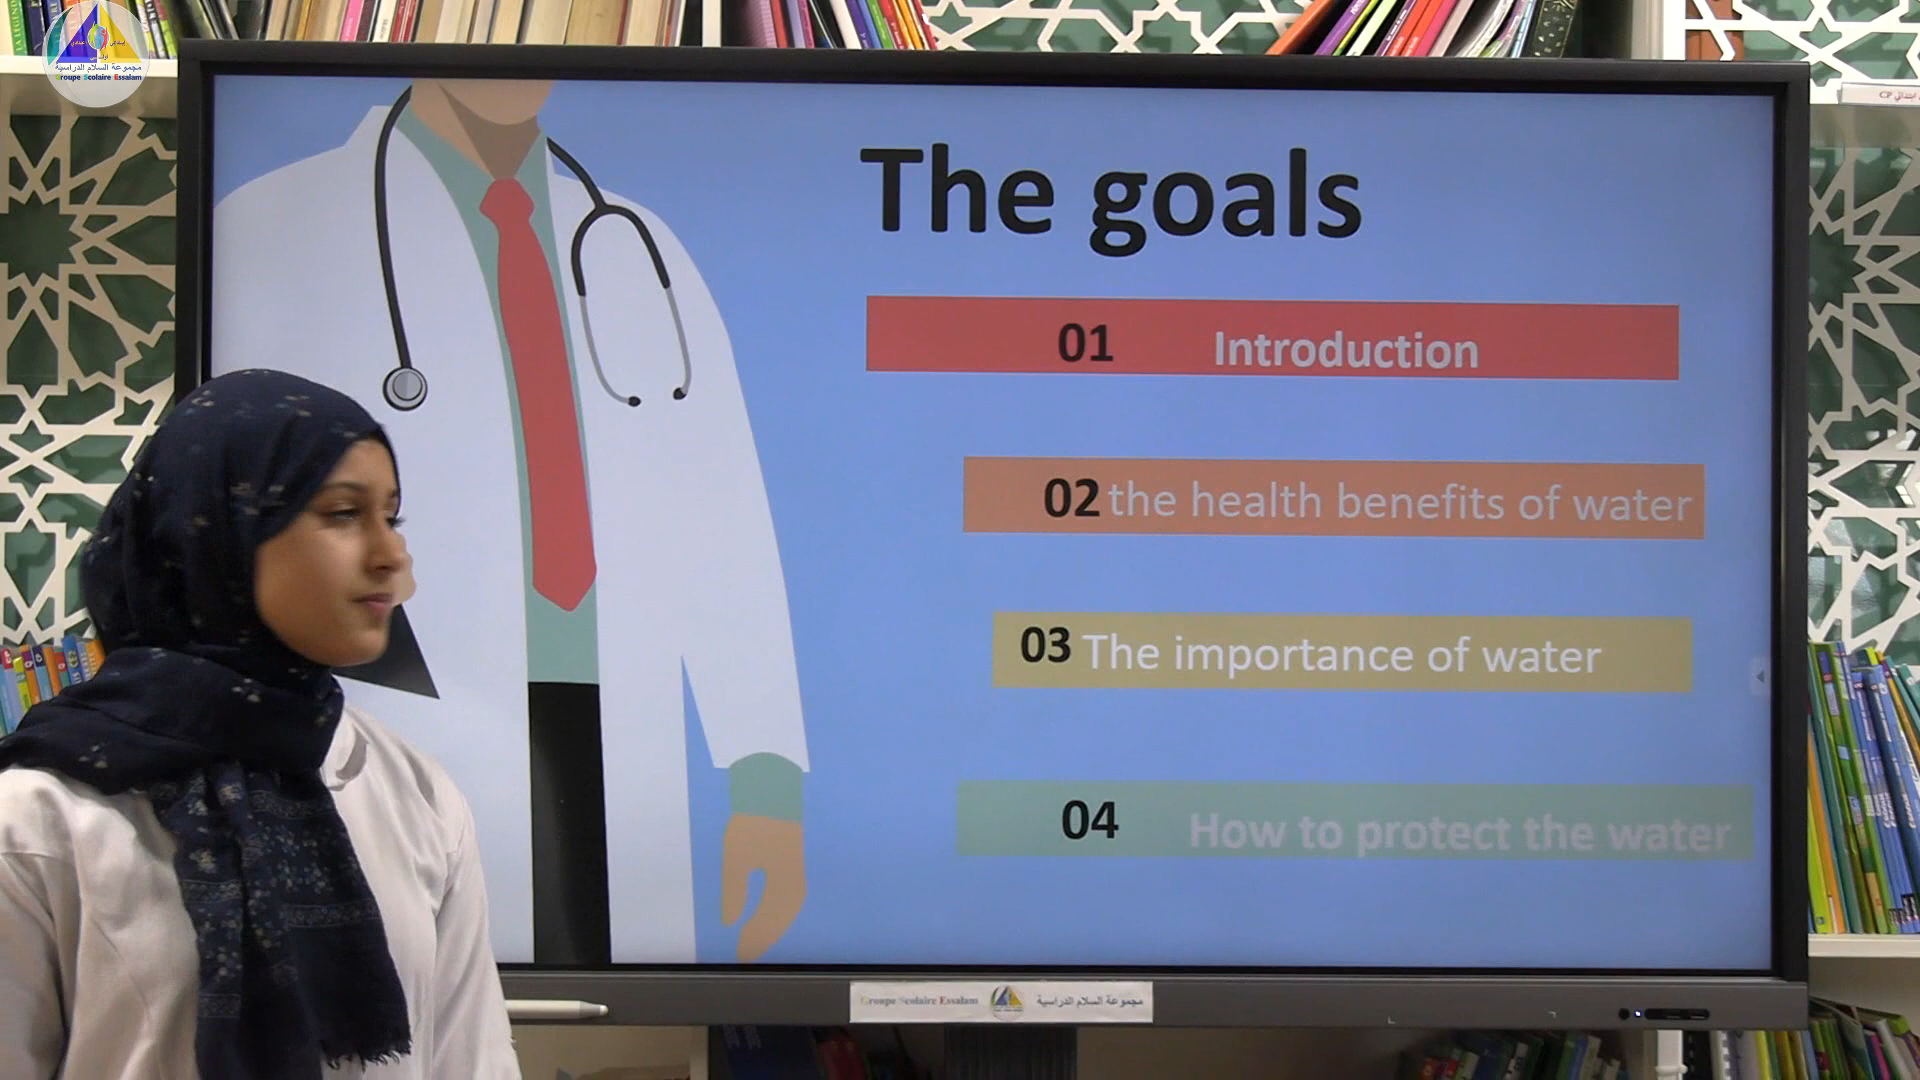 مجموعة السلام الدراسية
Groupe Scolaire Essalam
The goals
01 Introduction
02 the health benefits of water
03 The importance of water
04 How to protect the water
Groupe Scolaire Essalam مجموعة السلام الدراسية